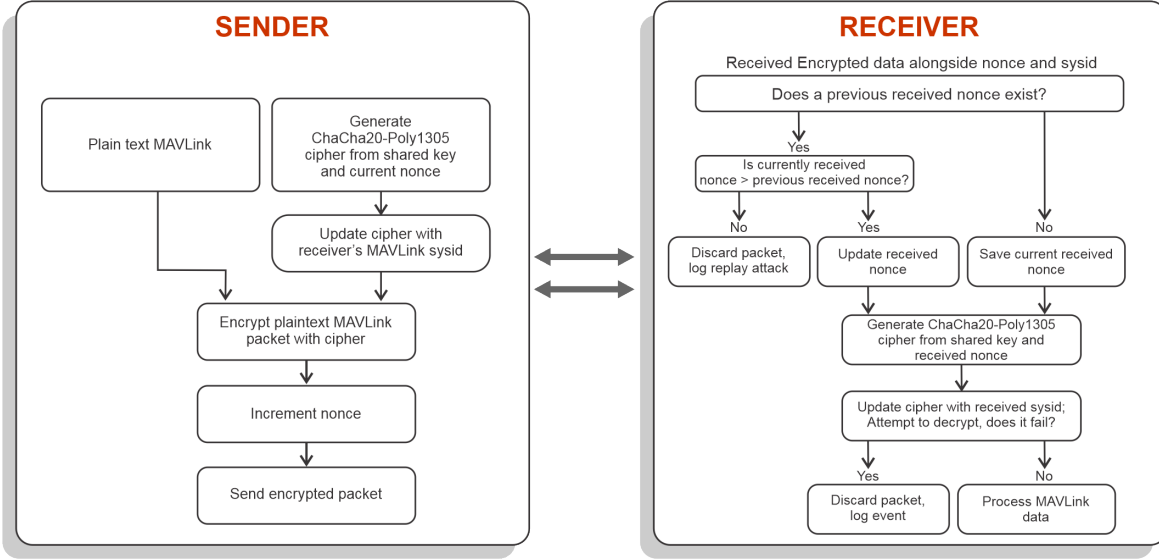 SENDER
Plain text MAVLink
Generate
ChaCha20-Poly1305
cipher from shared key
and current nonce
Update cipher with
receiver’s MAVLink sysid
Encrypt plaintext MAVLink
packet with cipher
Increment nonce
Send encrypted packet
RECEIVER
Received Encrypted data alongside nonce and sysid
Does a previous received nonce exist?
Yes
Is currently received
nonce > previous received nonce?
No
Yes
No
Discard packet,
log replay attack
Update received
nonce
Save current received
nonce
Generate ChaCha20-Poly1305
cipher from shared key and
received nonce
Update cipher with received sysid;
Attempt to decrypt, does it fail?
Yes
No
Discard packet,
log event
Process MAVLink
data